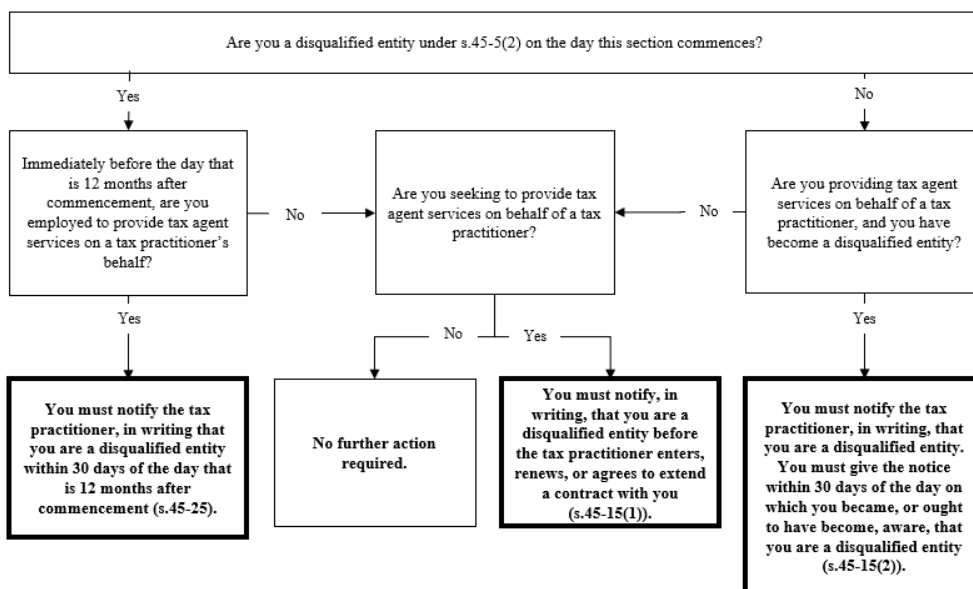 Are you a disqualified entity under s.45-5(2) on the day this section commences?
Yes
No
Immediately before the day that
is 12 months after
commencement, are you
employed to provide tax agent
services on a tax practitioner's
behalf?
No
Are you seeking to provide tax
agent services on behalf of a tax
practitioner?
No
Are you providing tax agent
services on behalf of a tax
practitioner, and you have
become a disqualified entity?
Yes
No
Yes
Yes
You must notify the tax
practitioner, in writing that
you are a disqualified entity
within 30 days of the day that
is 12 months after
commencement (s.45-25).
No further action
required.
You must notify, in
writing, that you are a
disqualified entity before
the tax practitioner enters,
renews, or agrees to extend
a contract with you
(s.45-15(1)).
You must notify the tax
practitioner, in writing, that
you are a disqualified entity.
You must give the notice
within 30 days of the day on
which you became, or ought
to have become, aware, that
you are a disqualified entity
(s.45-15(2)).